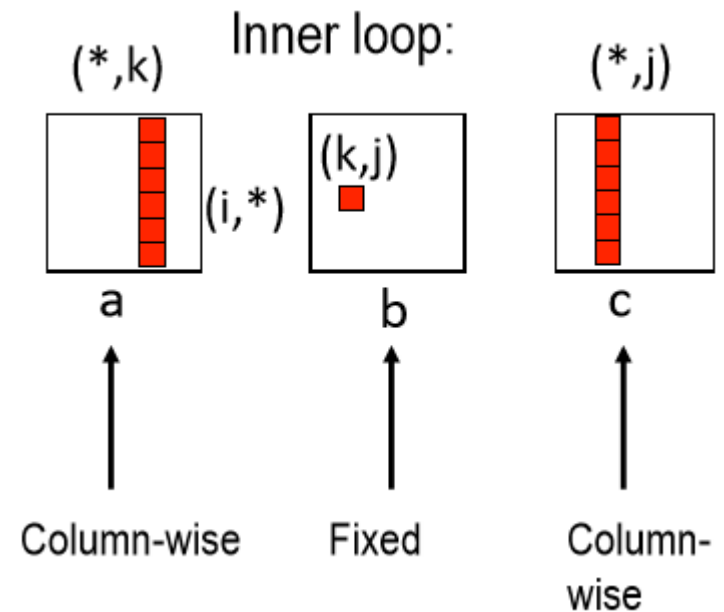 Inner loop:
(*,k)
(*,j)
(k,j)
(i,*)
a
b
c
Column-wise
Fixed
Column-
wise